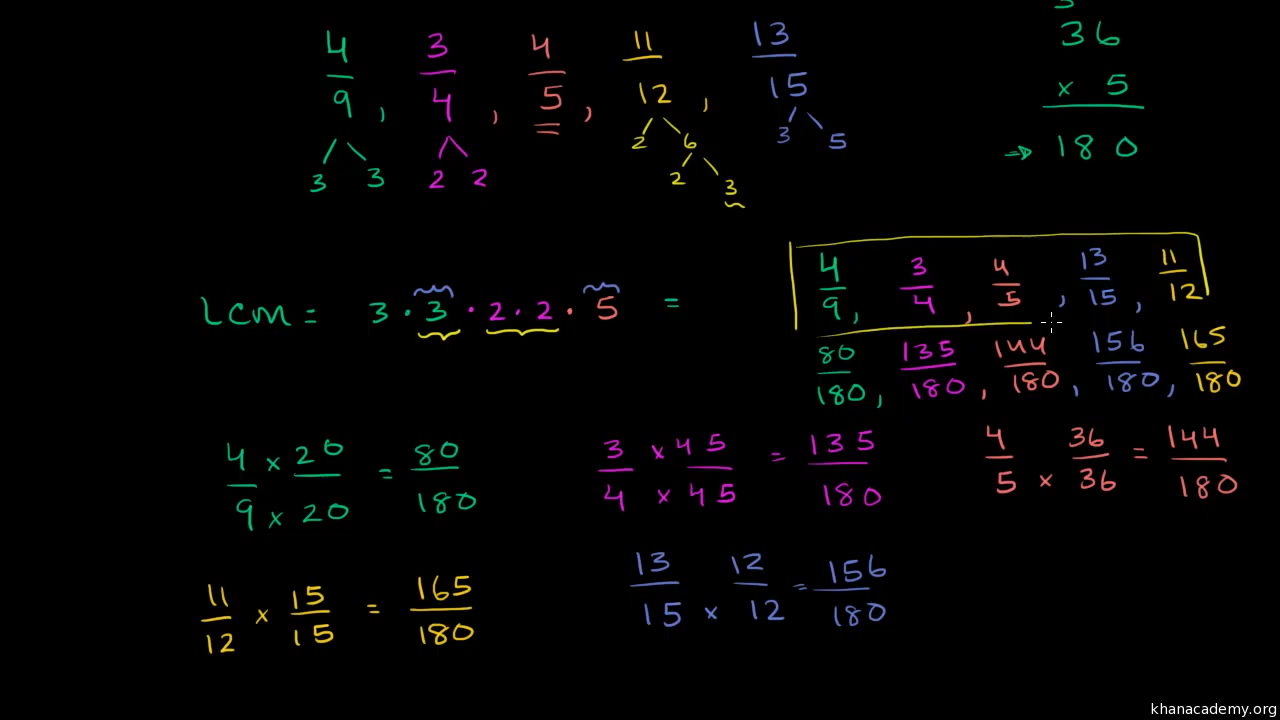 4/9, 3/4, 4/5, 11/12, 13/15
3 3 2 2 2 6 3 5
2 3
36
x 5
⇒ 180
LCM = 3 · 3 · 2 · 2 · 5 =
4/9, 3/4, 4/5, 13/15, 11/12
80/180, 135/180, 144/180, 156/180, 165/180
4/9 x 20/x 20 = 80/180
3/4 x 45/x 45 = 135/180
4/5 x 36/36 = 144/180
11/12 x 15/15 = 165/180
13/15 x 12/12 = 156/180
khanacademy.org